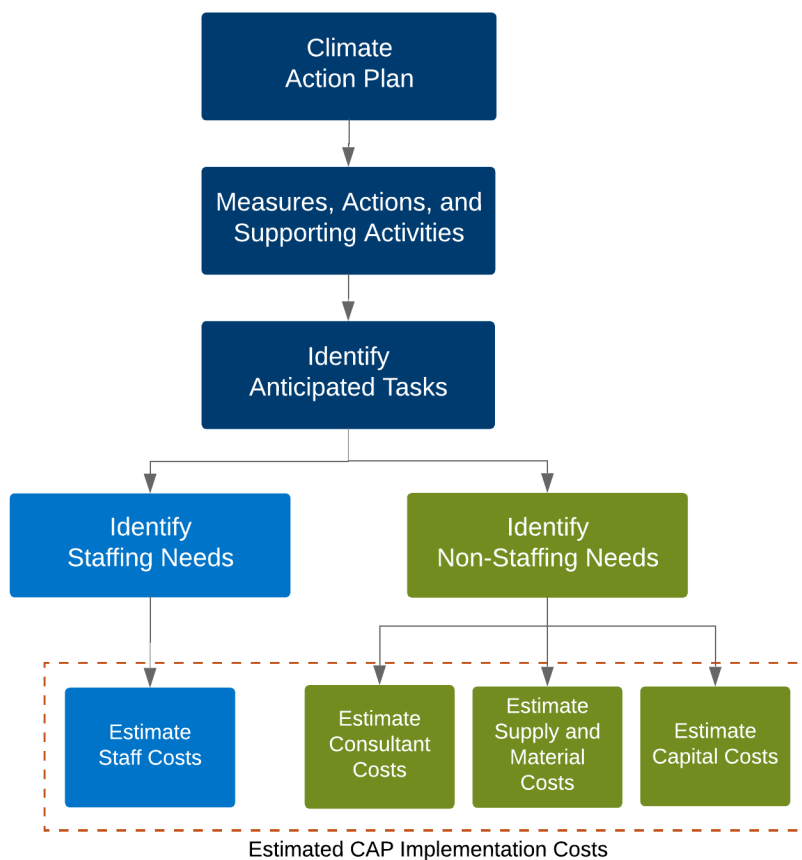 Climate
Action Plan
Measures, Actions, and
Supporting Activities
Identify
Anticipated Tasks
Identify
Staffing Needs
Identify
Non-Staffing Needs
Estimate
Staff Costs
Estimate
Consultant
Costs
Estimate
Supply and
Material
Costs
Estimate
Capital Costs
Estimated CAP Implementation Costs